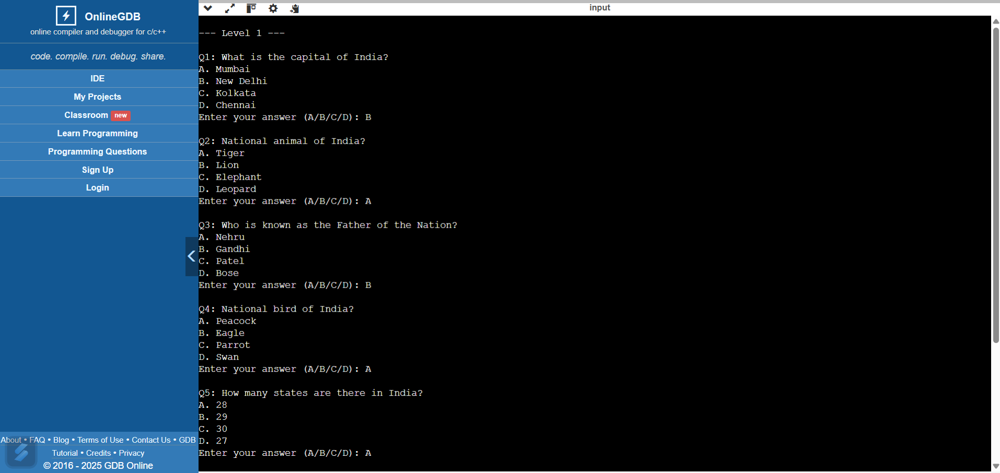 OnlineGDB
online compiler and debugger for c/c++
code. compile. run. debug. share.
IDE
My Projects
Classroom new
Learn Programming
Programming Questions
Sign Up
Login
About • FAQ • Blog • Terms of Use • Contact Us • GDB
Tutorial • Credits • Privacy
© 2016 - 2025 GDB Online
input
--- Level 1 ---
Q1: What is the capital of India?
A. Mumbai
B. New Delhi
C. Kolkata
D. Chennai
Enter your answer (A/B/C/D): B
Q2: National animal of India?
A. Tiger
B. Lion
C. Elephant
D. Leopard
Enter your answer (A/B/C/D): A
Q3: Who is known as the Father of the Nation?
A. Nehru
B. Gandhi
C. Patel
D. Bose
Enter your answer (A/B/C/D): B
Q4: National bird of India?
A. Peacock
B. Eagle
C. Parrot
D. Swan
Enter your answer (A/B/C/D): A
Q5: How many states are there in India?
A. 28
B. 29
C. 30
D. 27
Enter your answer (A/B/C/D): A